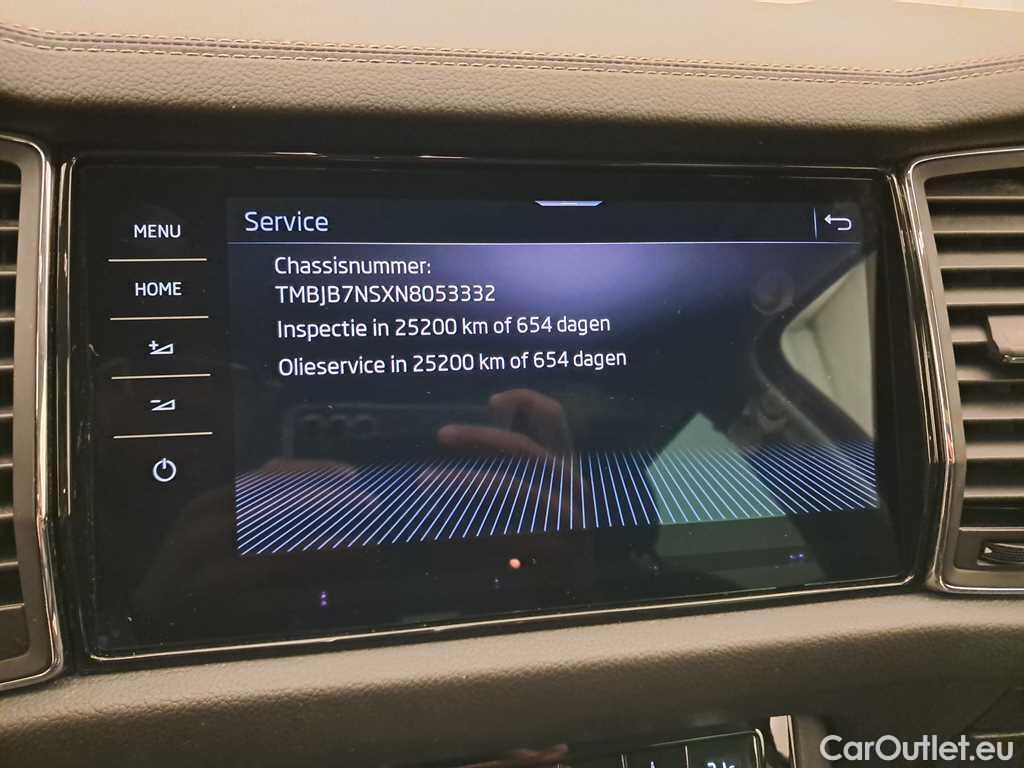 MENU
HOME
Service
Chassisnummer:
TMBJB7NSXN8053332
Inspectie in 25200 km of 654 dagen
Olieservice in 25200 km of 654 dagen
CarOutlet.eu